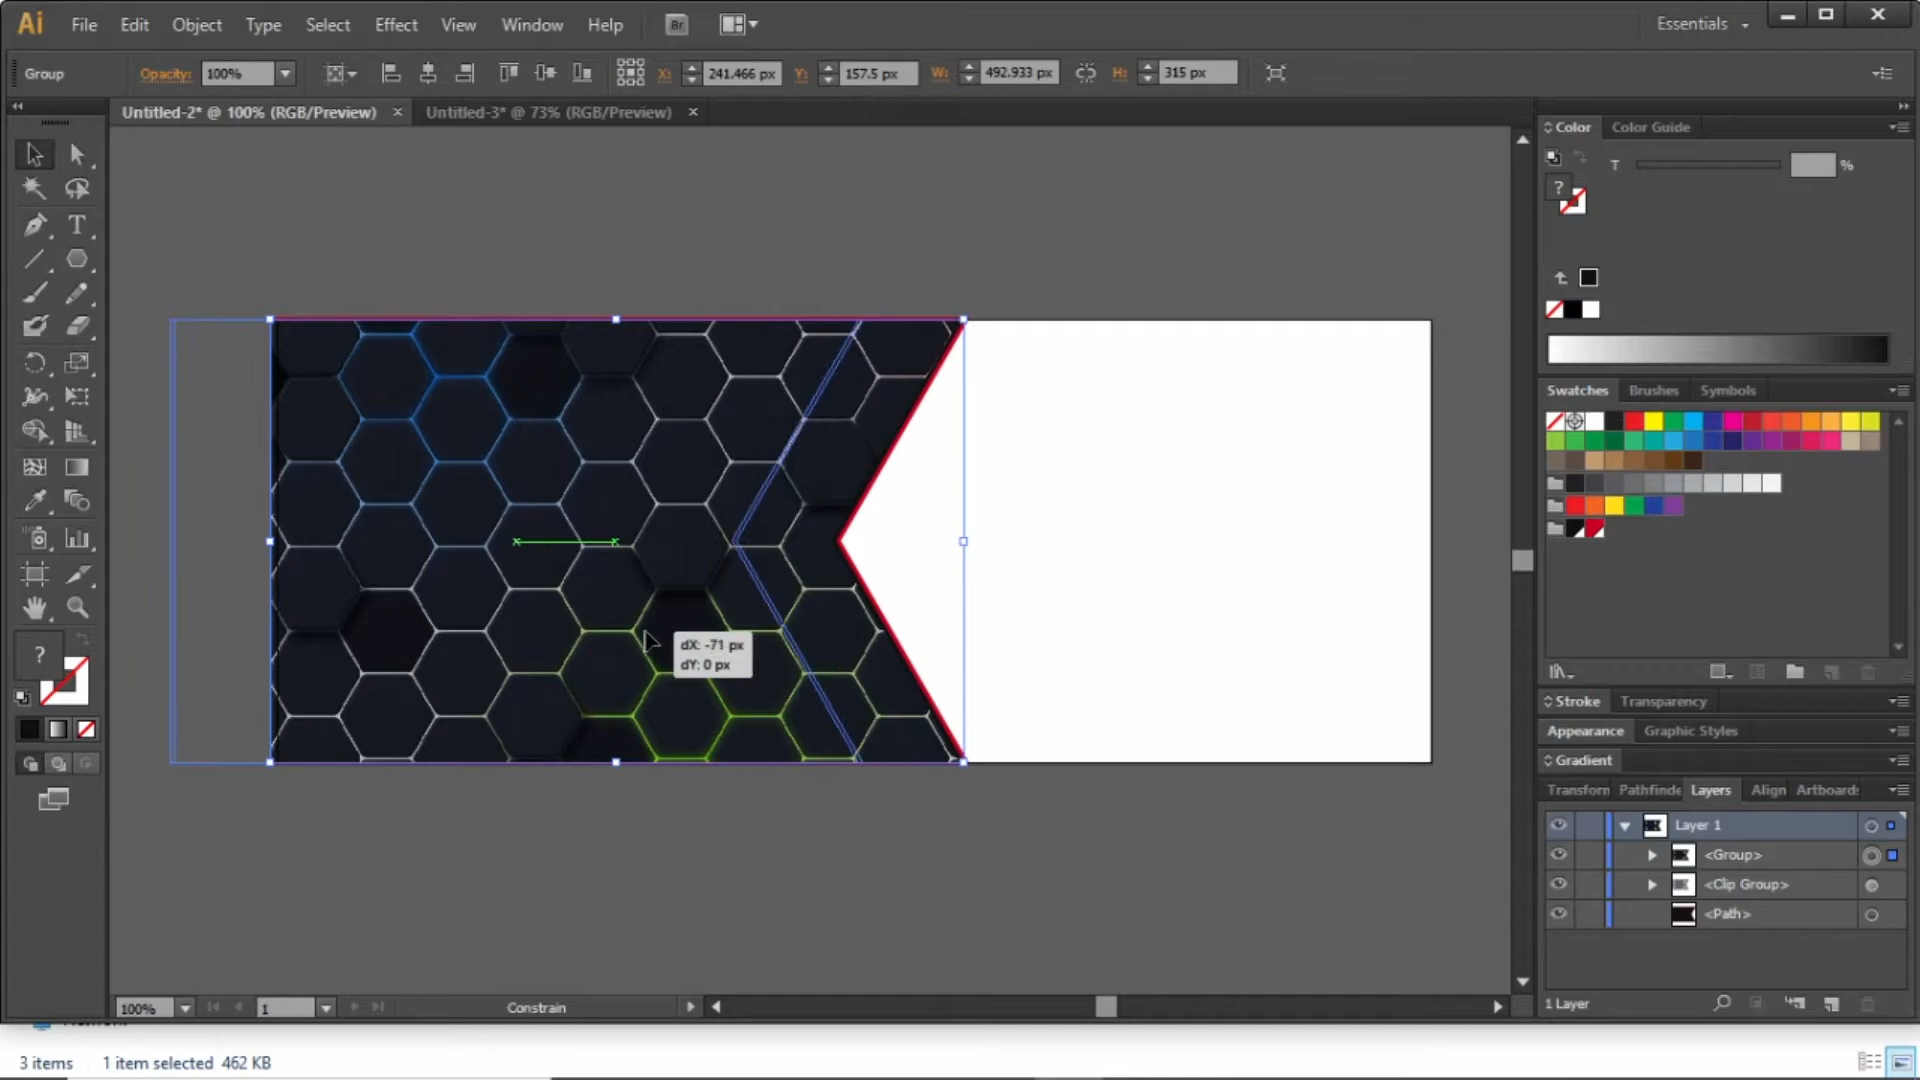 Ai File Edit Object Type Select Effect View Window Help Br Essentials
Group Opacity: 100% X: 241.466 px Y: 157.5 px W: 492.933 px H: 315 px
Untitled-2* @ 100% (RGB/Preview) × Untitled-3* @ 73% (RGB/Preview) ×
Color Color Guide
T %
?
dX: -71 px
dY: 0 px
?
Swatches Brushes Symbols
Stroke Transparency
Appearance Graphic Styles
Gradient
Transform Pathfinde Layers Align Artboards
Layer 1
<Group>
<Clip Group>
<Path>
1 Layer
100% 1 Constrain
3 items 1 item selected 462 KB